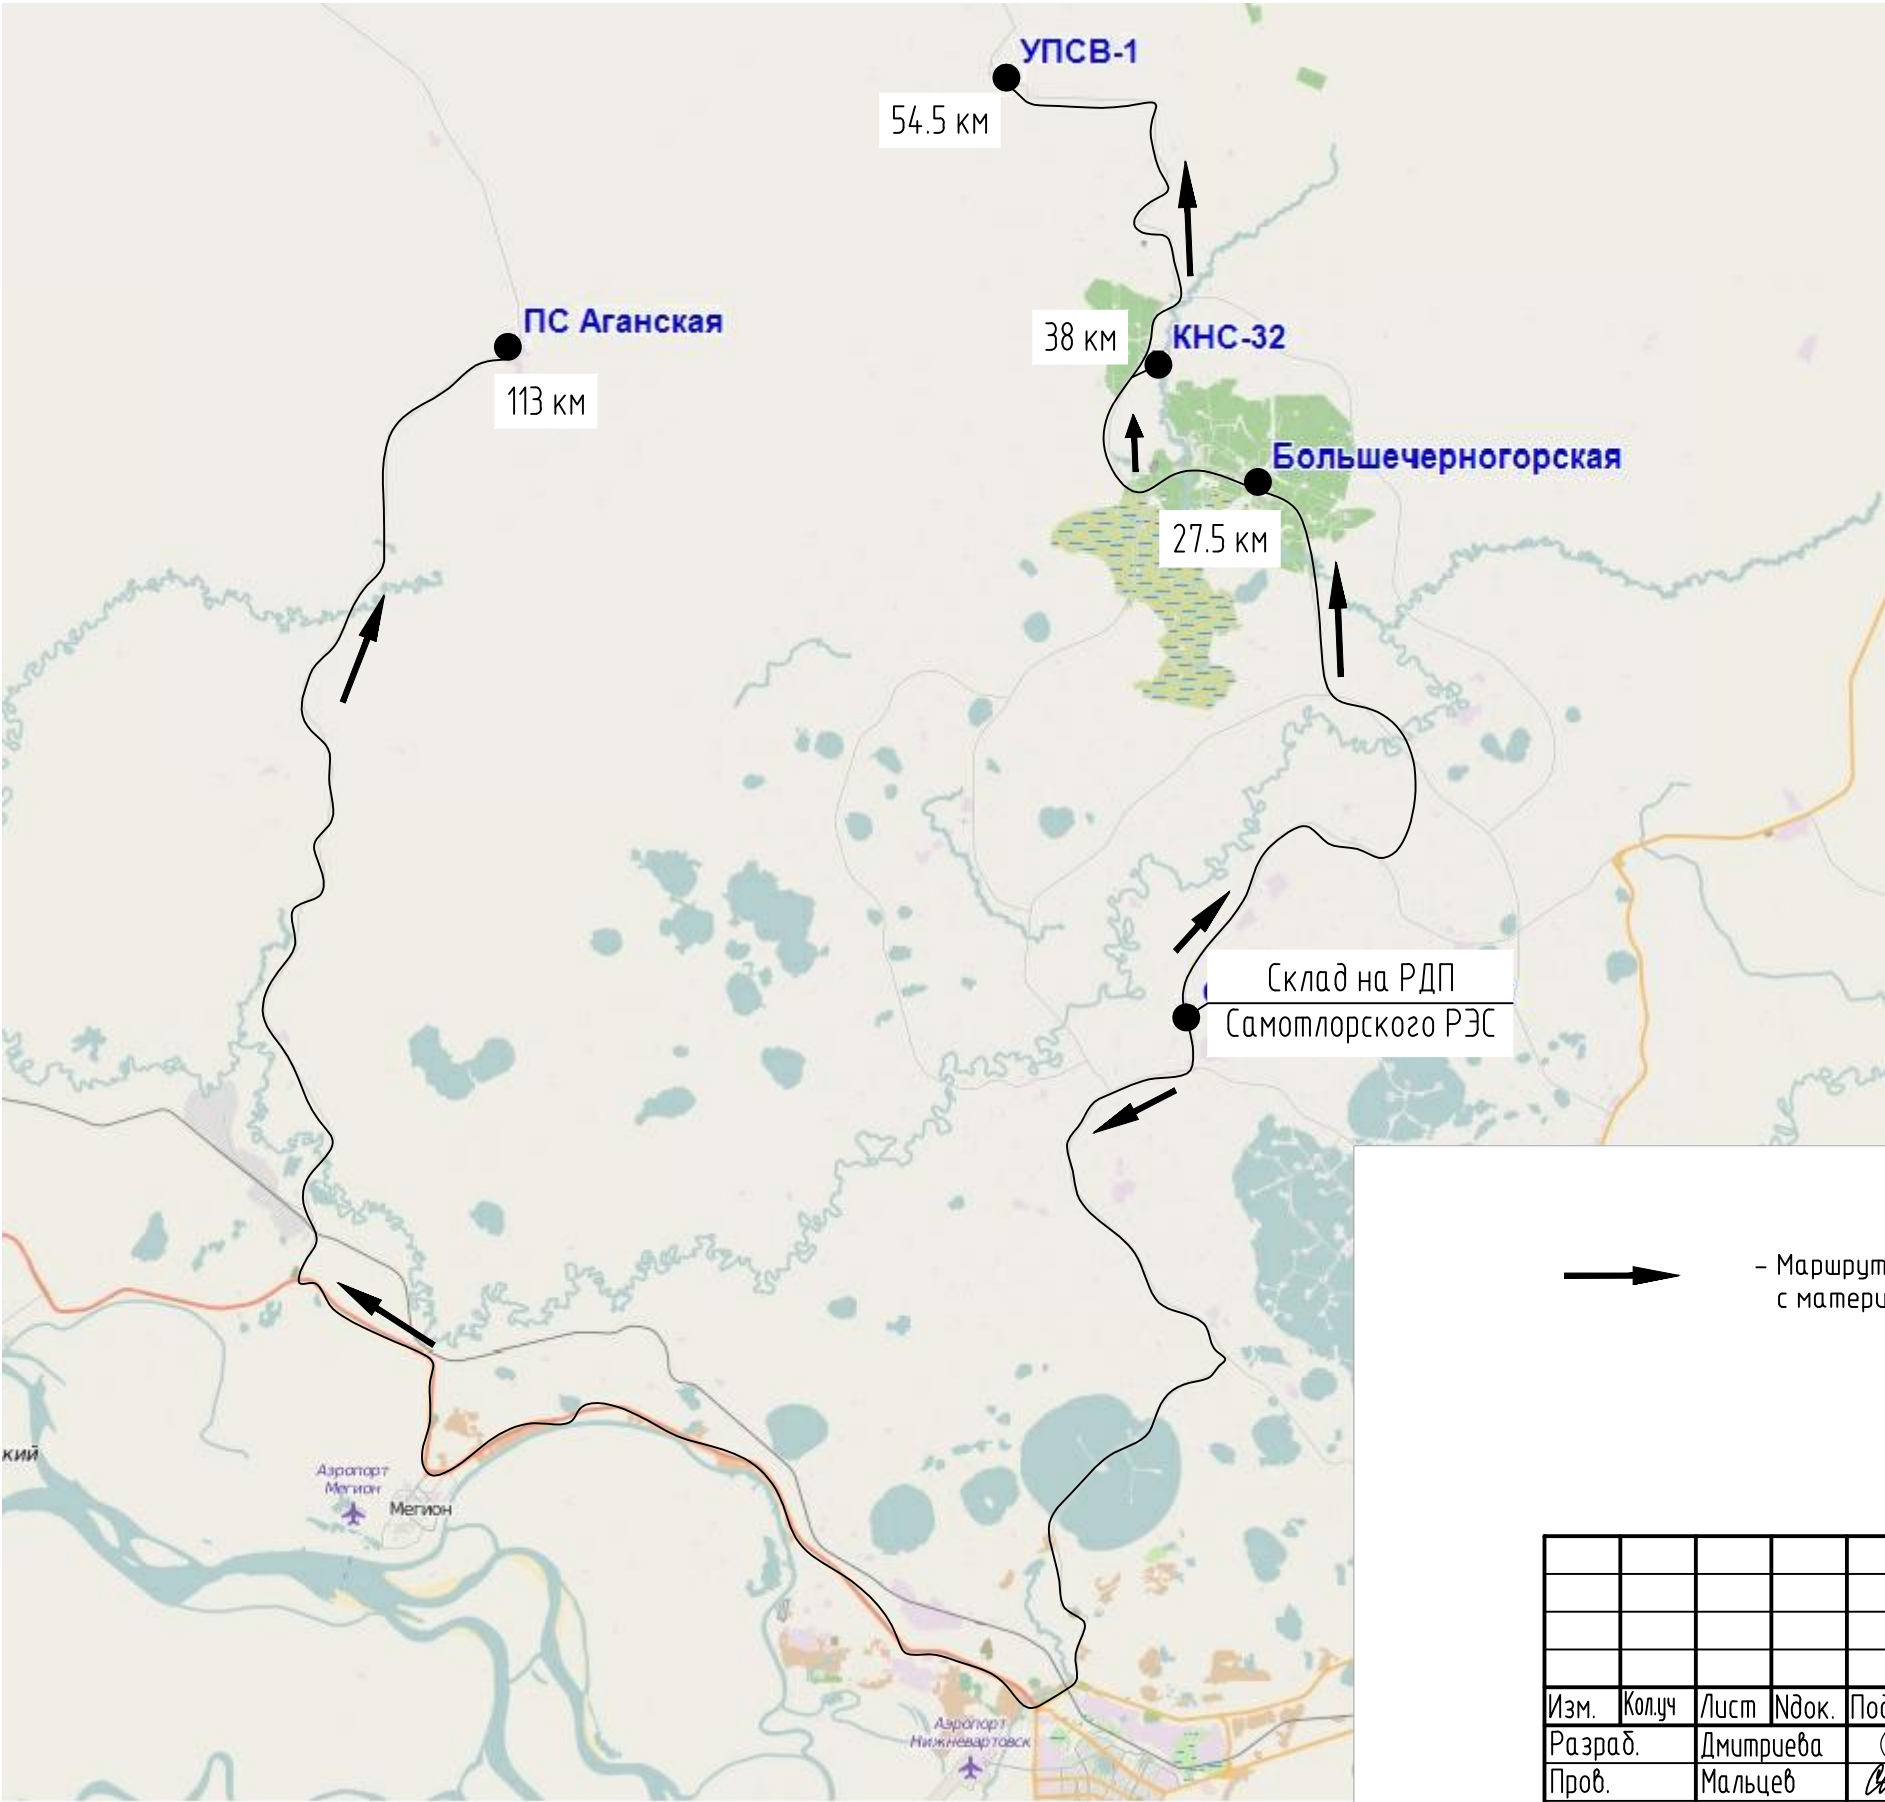 УПСВ-1
54.5 км
ПС Аганская
113 км
38 км
КНС-32
Большечерногорская
27.5 км
Склад на РДП
Самотлорского РЭС
– Маршрут
с матери
кий
Аэропорт
Мегион
Мегион
Аэропорт
Нижневартовск
Изм. Кол.уч Лист Nдок. Под
Разраб. Дмитриева
Пров. Мальцев